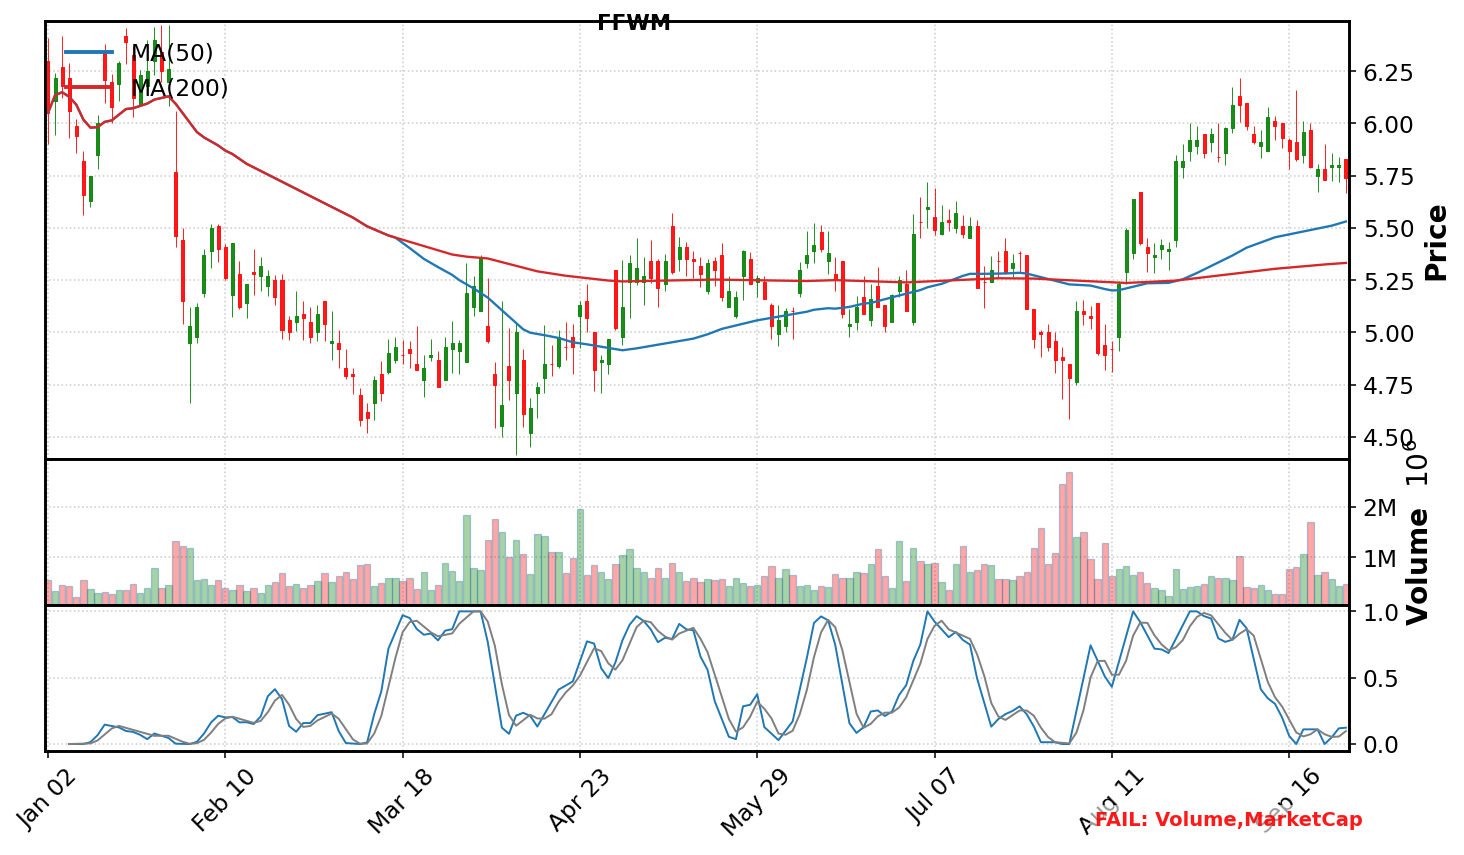 FFWM
MA(50)
MA(200)
6.25
6.00
5.75
5.50
5.25
5.00
4.75
4.50
Price
10^6
2M
1M
Volume
1.0
0.5
0.0
Jan 02
Feb 10
Mar 18
Apr 23
May 29
Jul 07
Aug 11
Sep 16
FAIL: Volume,MarketCap